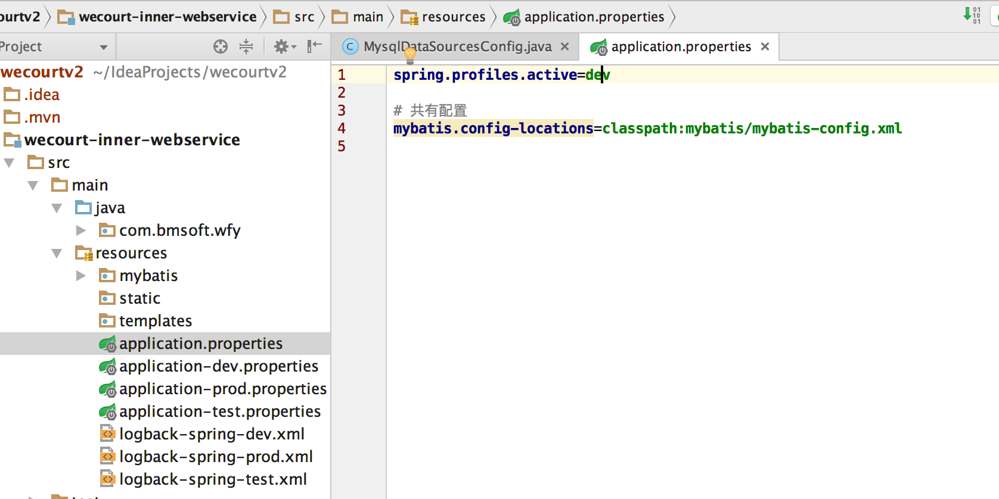 ourtv2 wecourt-inner-webservice src main resources application.properties
Project
MysqlDataSourcesConfig.java application.properties
wecourtv2 ~/IdeaProjects/wecourtv2
.idea
.mvn
wecourt-inner-webservice
src
main
java
com.bmsoft.wfy
resources
mybatis
static
templates
application.properties
application-dev.properties
application-prod.properties
application-test.properties
logback-spring-dev.xml
logback-spring-prod.xml
logback-spring-test.xml
1 spring.profiles.active=dev
2
3 # 共有配置
4 mybatis.config-locations=classpath:mybatis/mybatis-config.xml
5